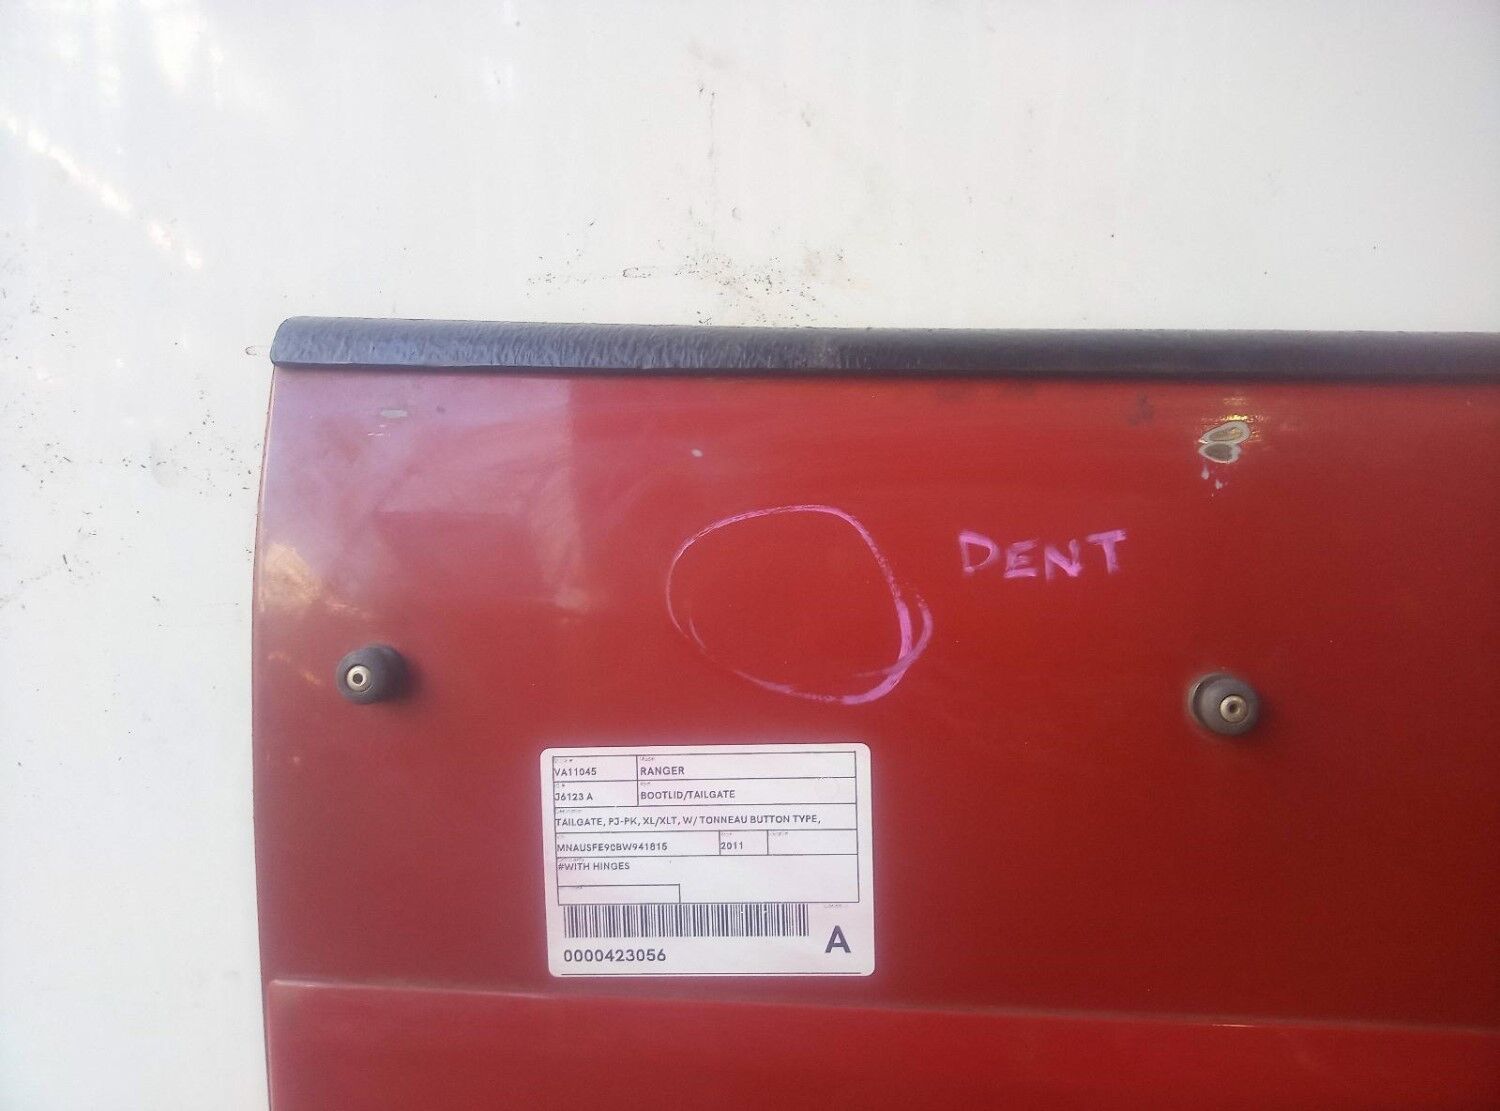 DENT
VA11045 RANGER
J6123 A BOOTLID/TAILGATE
TAILGATE, PJ-PK, XL/XLT, W/ TONNEAU BUTTON TYPE,
MNAUSFE90BW941815 2011
#WITH HINGES
0000423056 A